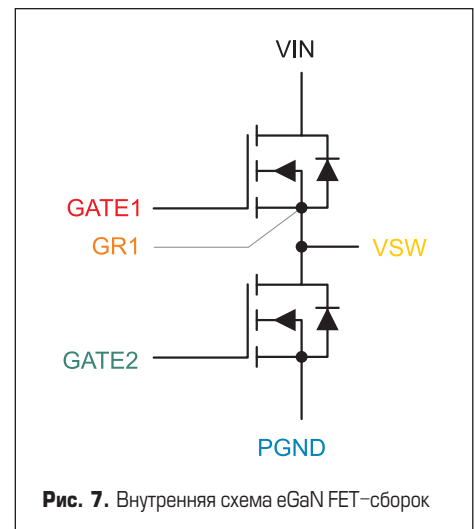 VIN
GATE1
GR1
VSW
GATE2
PGND
Рис. 7. Внутренняя схема eGaN FET–сборок